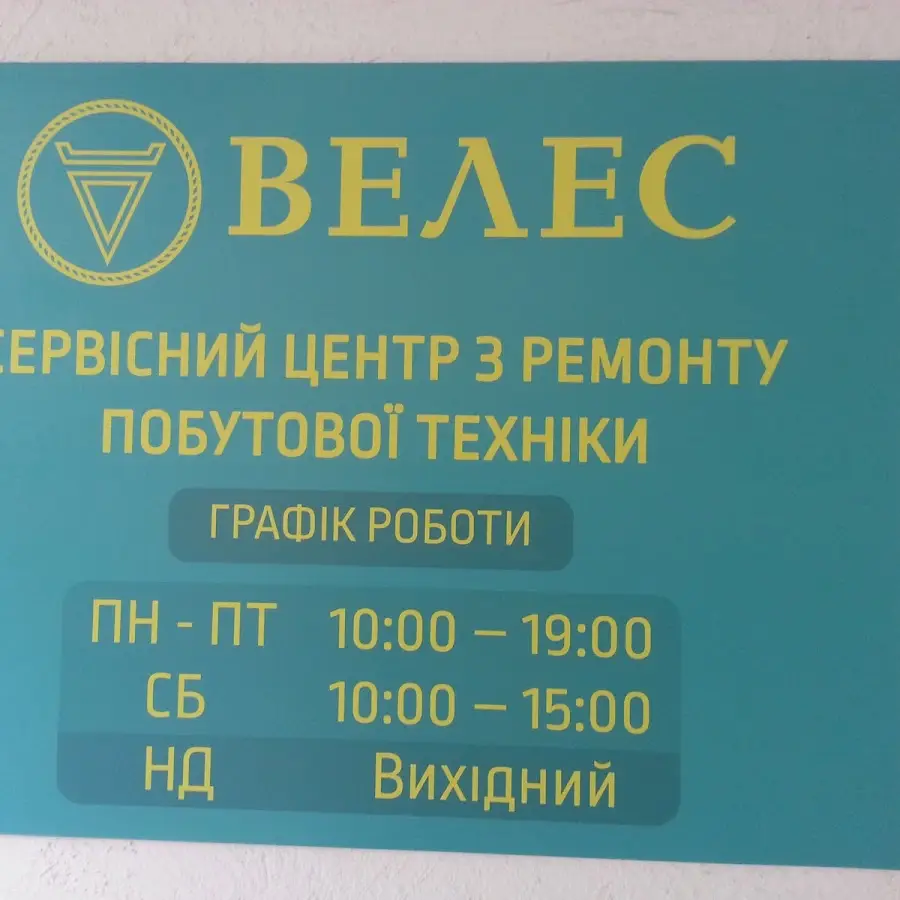 ВЕЛЕС
СЕРВІСНИЙ ЦЕНТР З РЕМОНТУ
ПОБУТОВОЇ ТЕХНІКИ
ГРАФІК РОБОТИ
ПН - ПТ 10:00 – 19:00
СБ 10:00 – 15:00
НД Вихідний